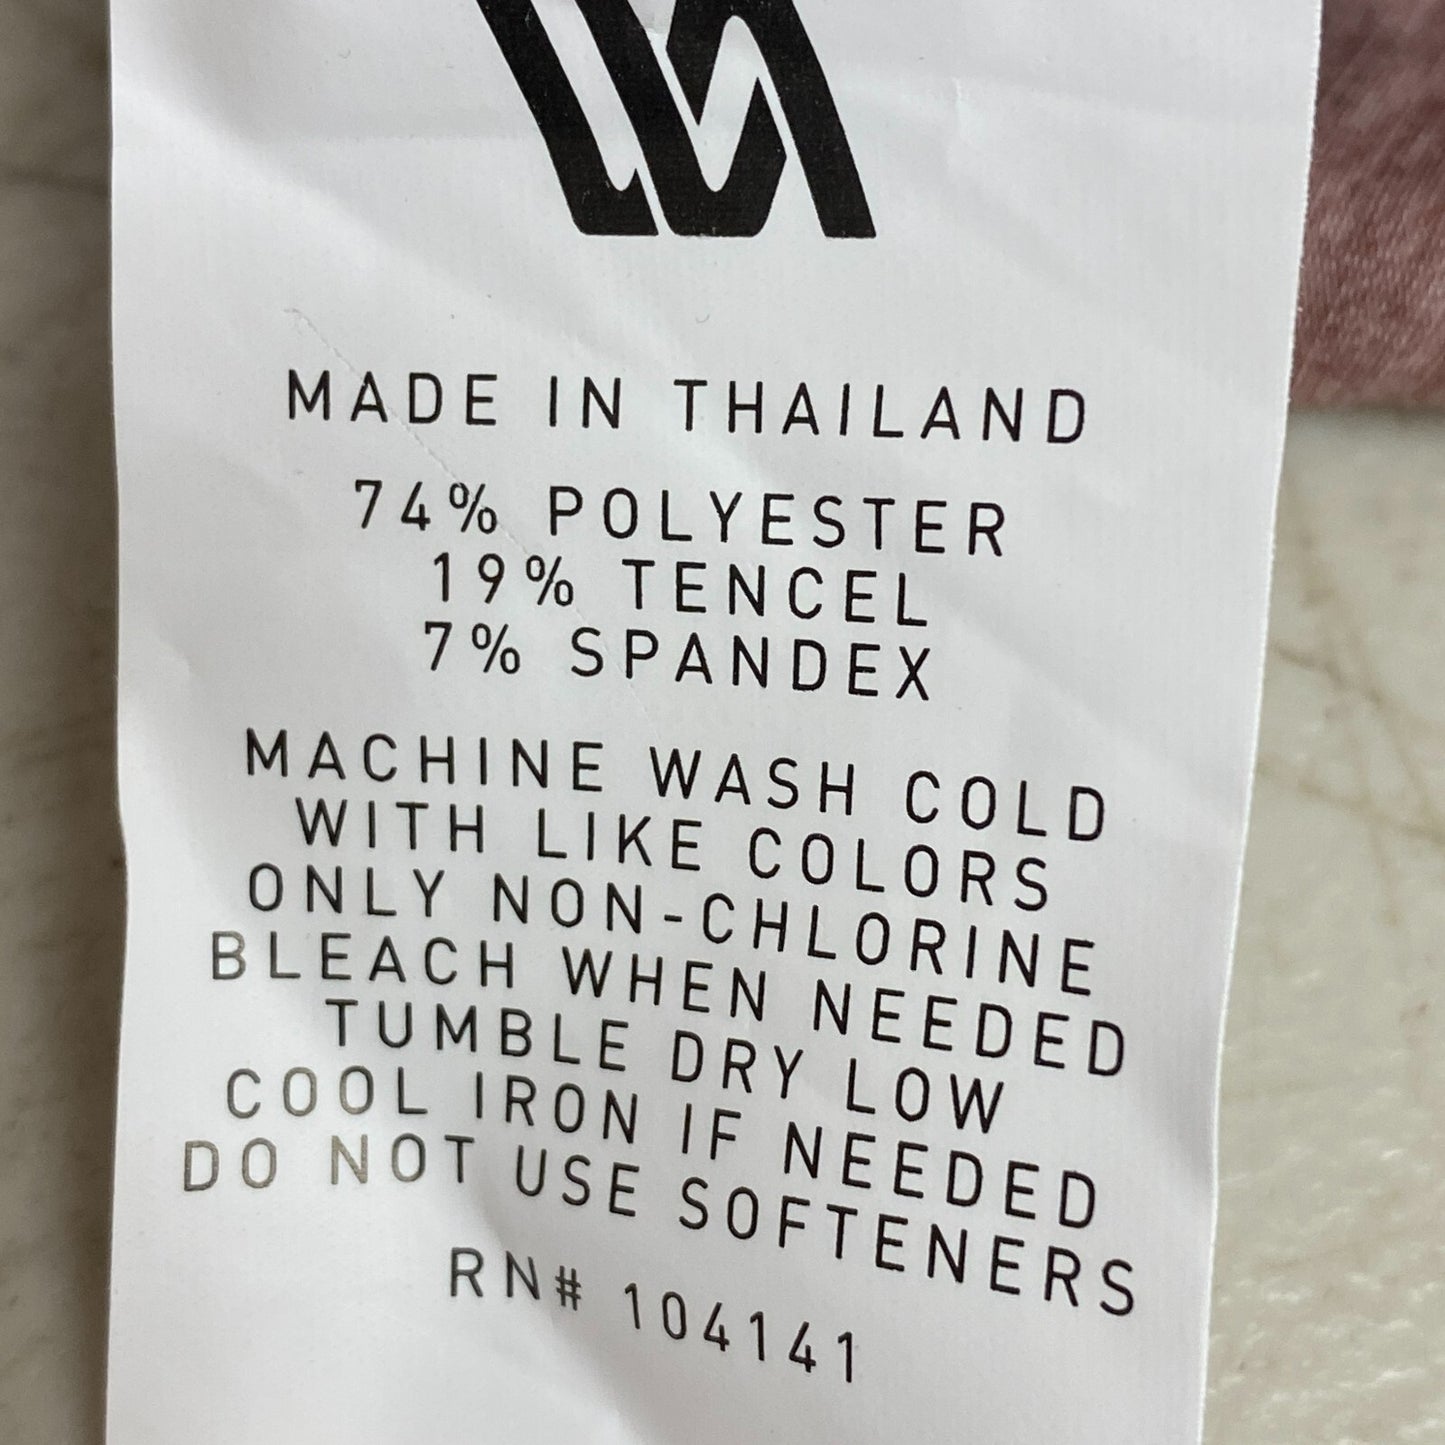 MADE IN THAILAND
74% POLYESTER
19% TENCEL
7% SPANDEX
MACHINE WASH COLD
WITH LIKE COLORS
ONLY NON-CHLORINE
BLEACH WHEN NEEDED
TUMBLE DRY LOW
COOL IRON IF NEEDED
DO NOT USE SOFTENERS
RN# 104141